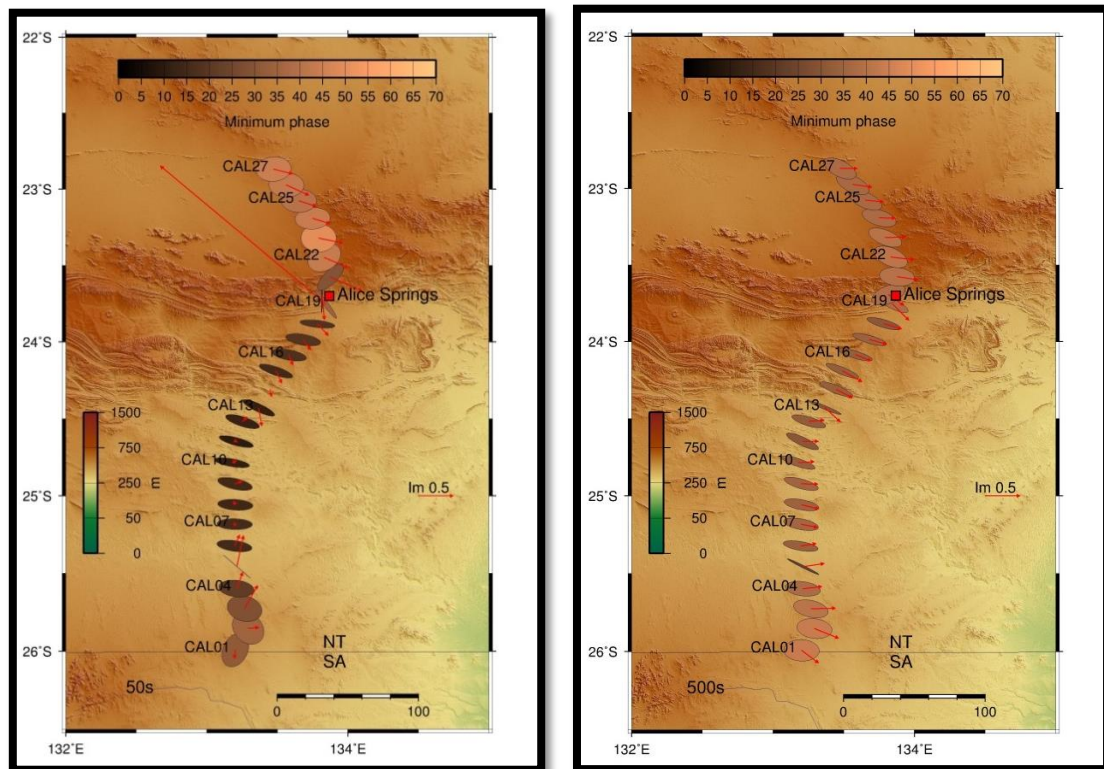 22°S
0 5 10 15 20 25 30 35 40 45 50 55 60 65 70
Minimum phase
CAL27
23°S
CAL25
CAL22
CAL19
Alice Springs
24°S
CAL16
CAL13
1500
750
250 E
50
0
CAL10
25°S
Im 0.5
CAL07
CAL04
CAL01
NT
26°S
SA
50s
0 100
132°E
134°E
22°S
0 5 10 15 20 25 30 35 40 45 50 55 60 65 70
Minimum phase
CAL27
23°S
CAL25
CAL22
CAL19
Alice Springs
24°S
CAL16
CAL13
1500
750
250 E
50
0
CAL10
25°S
Im 0.5
CAL07
CAL04
CAL01
NT
26°S
SA
500s
0 100
132°E
134°E